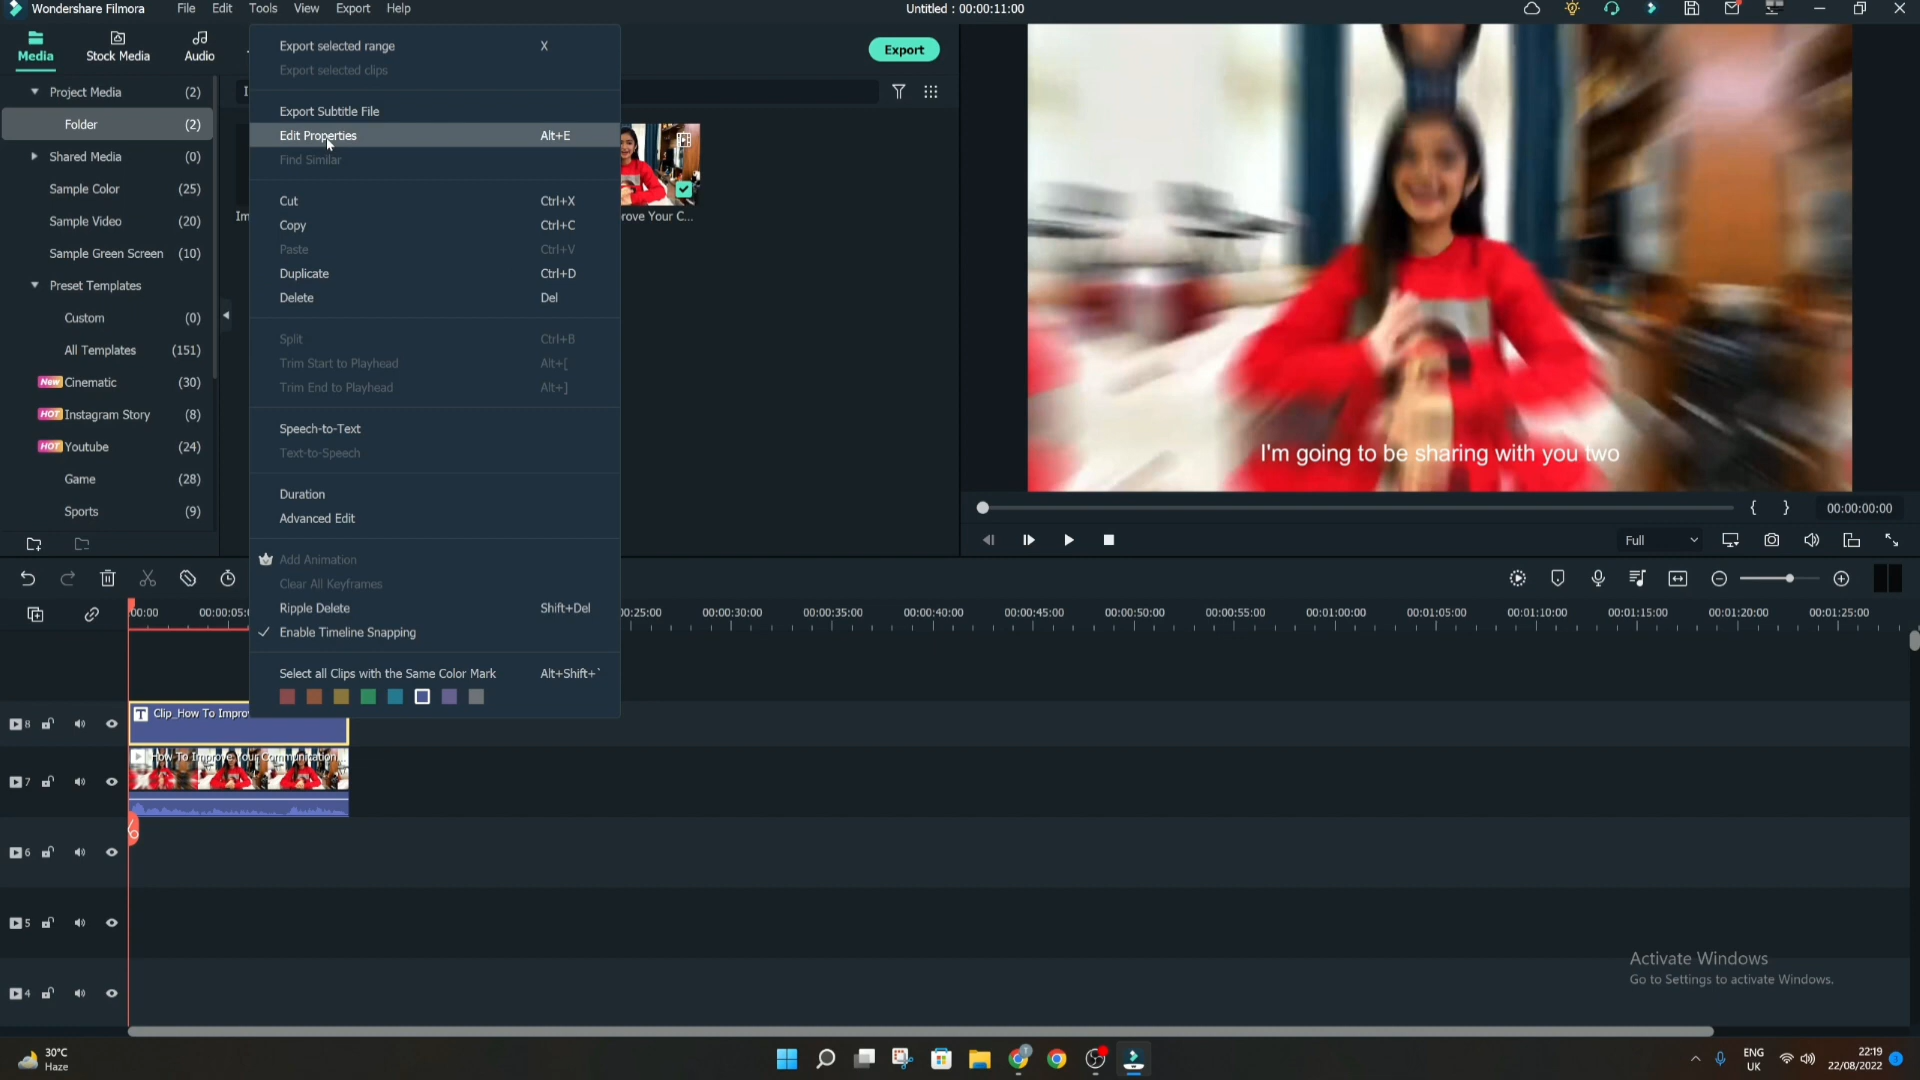 Wondershare Filmora
File
Edit
Tools
View
Export
Help
Untitled : 00:00:11:00
Media
Stock Media
Audio
Export
Project Media (2)
Folder (2)
Shared Media (0)
Sample Color (25)
Sample Video (20)
Sample Green Screen (10)
Preset Templates
Custom (0)
All Templates (151)
New Cinematic (30)
HOT Instagram Story (8)
HOT Youtube (24)
Game (28)
Sports (9)
Export selected range X
Export selected clips
Export Subtitle File
Edit Properties Alt+E
Find Similar
Cut Ctrl+X
Copy Ctrl+C
Paste Ctrl+V
Duplicate Ctrl+D
Delete Del
Split Ctrl+B
Trim Start to Playhead Alt+[
Trim End to Playhead Alt+]
Speech-to-Text
Text-to-Speech
Duration
Advanced Edit
Add Animation
Clear All Keyframes
Ripple Delete Shift+Del
Enable Timeline Snapping
Select all Clips with the Same Color Mark Alt+Shift+`
Im
rove Your C...
I'm going to be sharing with you two
{ } 00:00:00:00
Full
00:00 00:00:05: 0:25:00 00:00:30:00 00:00:35:00 00:00:40:00 00:00:45:00 00:00:50:00 00:00:55:00 00:01:00:00 00:01:05:00 00:01:10:00 00:01:15:00 00:01:20:00 00:01:25:00
8
Clip_How To Impro
7
How To Improve Your Communication...
6
5
4
Activate Windows
Go to Settings to activate Windows.
30°C
Haze
ENG
UK
22:19
22/08/2022
3